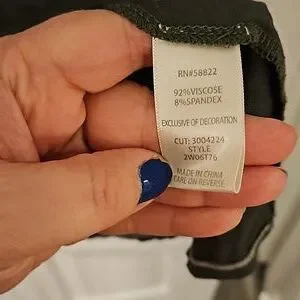 RN#58822
92%VISCOSE
8%SPANDEX
EXCLUSIVE OF DECORATION
CUT: 3004224
STYLE
2W06T76
MADE IN CHINA
CARE ON REVERSE